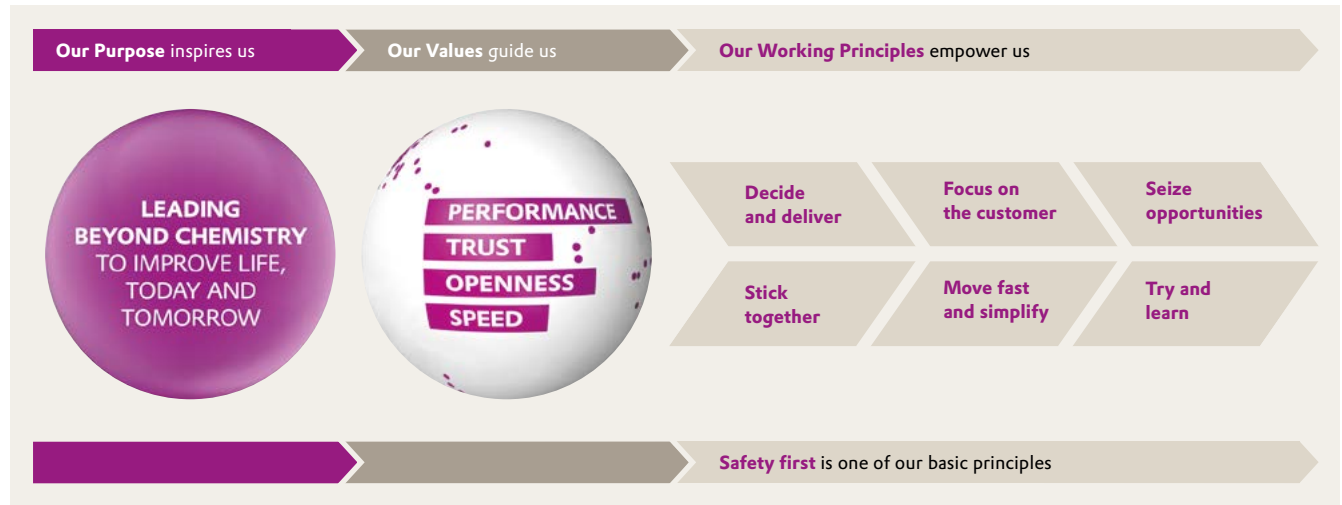 Our Purpose inspires us
Our Values guide us
Our Working Principles empower us
LEADING
BEYOND CHEMISTRY
TO IMPROVE LIFE,
TODAY AND
TOMORROW
PERFORMANCE
TRUST
OPENNESS
SPEED
Decide
and deliver
Focus on
the customer
Seize
opportunities
Stick
together
Move fast
and simplify
Try and
learn
Safety first is one of our basic principles